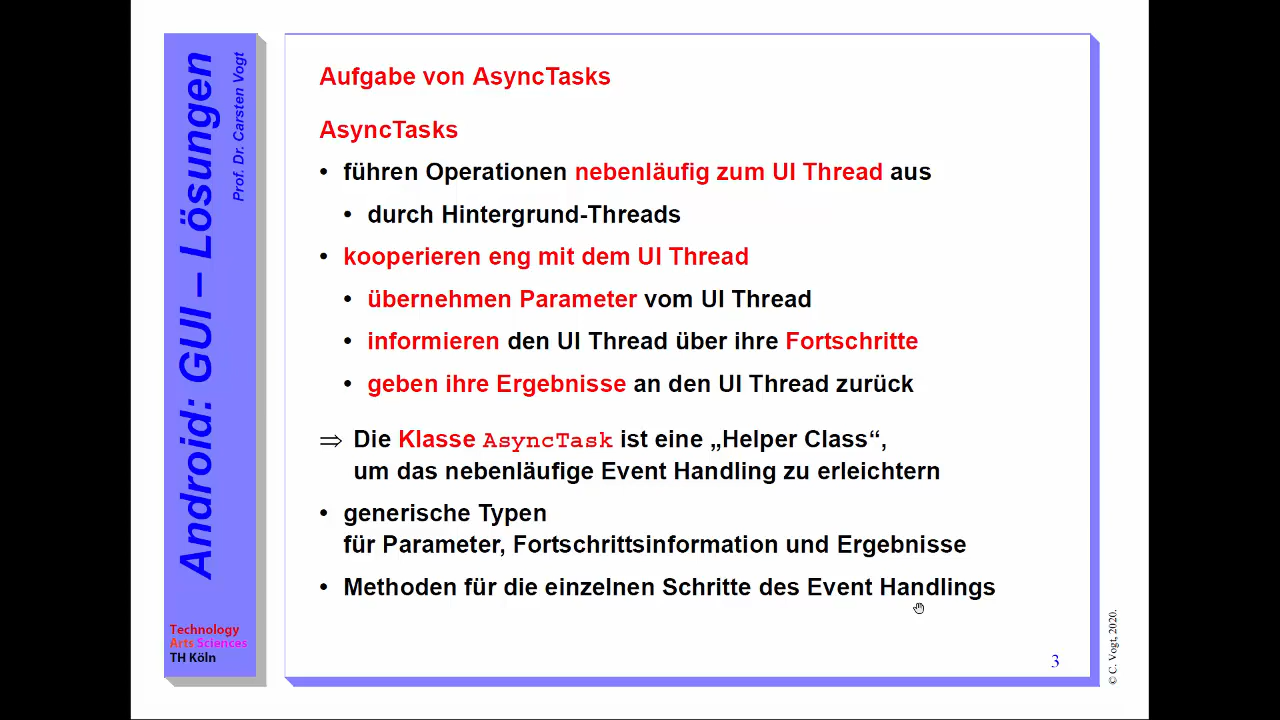 Android: GUI – Lösungen
Prof. Dr. Carsten Vogt
Technology
Arts Sciences
TH Köln
Aufgabe von AsyncTasks
AsyncTasks
• führen Operationen nebenläufig zum UI Thread aus
• durch Hintergrund-Threads
• kooperieren eng mit dem UI Thread
• übernehmen Parameter vom UI Thread
• informieren den UI Thread über ihre Fortschritte
• geben ihre Ergebnisse an den UI Thread zurück
⇒ Die Klasse AsyncTask ist eine „Helper Class“,
um das nebenläufige Event Handling zu erleichtern
• generische Typen
für Parameter, Fortschrittsinformation und Ergebnisse
• Methoden für die einzelnen Schritte des Event Handlings
3
© C. Vogt, 2020.